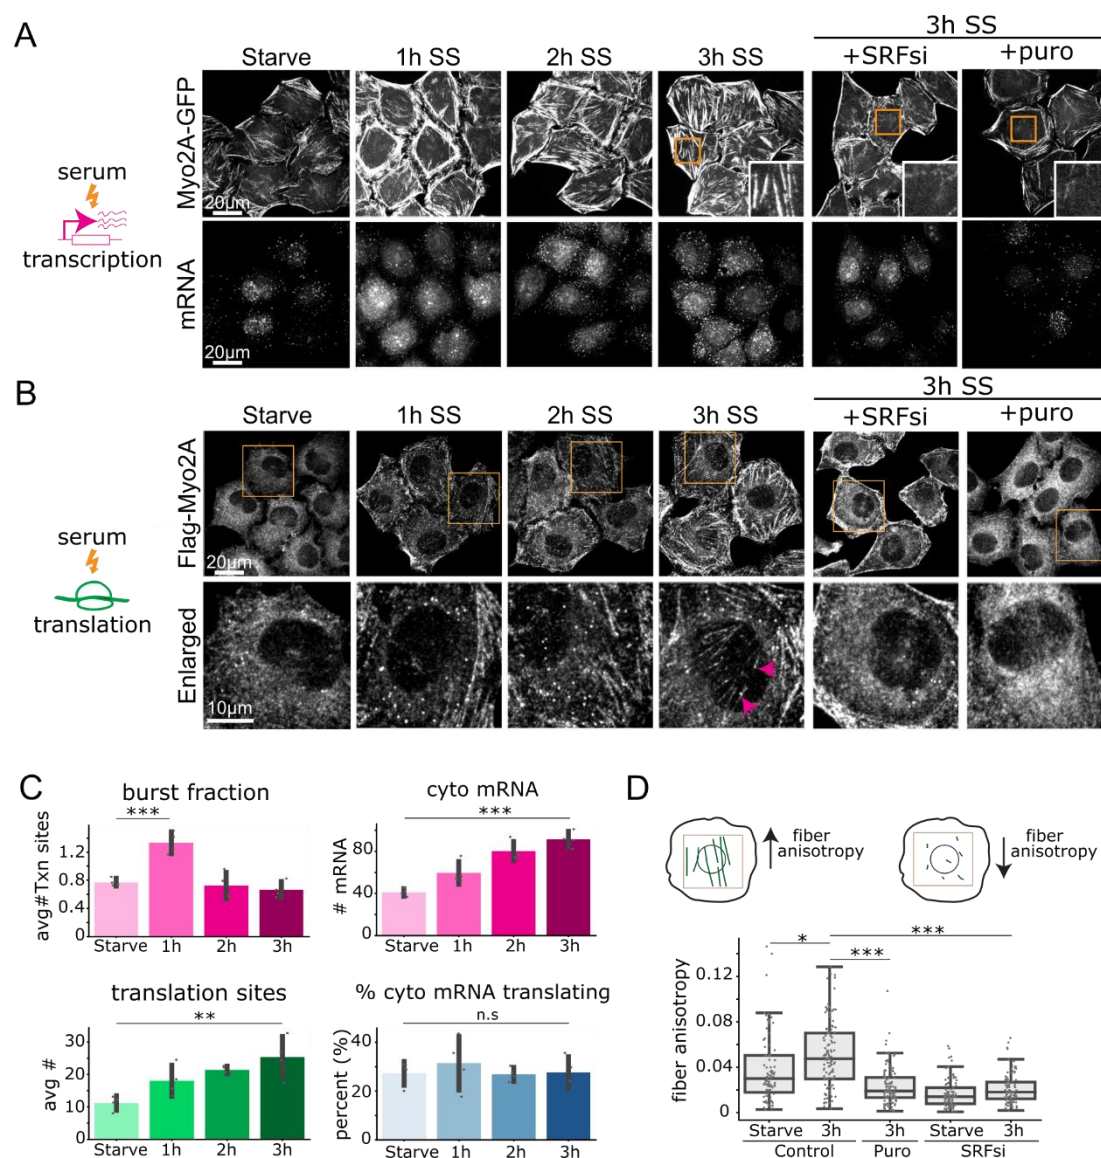 A
3h SS
Starve 1h SS 2h SS 3h SS +SRFsi +puro
Myo2A-GFP
serum
transcription
20µm
mRNA
20µm
B
3h SS
Starve 1h SS 2h SS 3h SS +SRFsi +puro
Flag-Myo2A
serum
translation
20µm
Enlarged
10µm
C
burst fraction
***
avg#Txn sites
1.2
0.8
0.4
0
Starve 1h 2h 3h
cyto mRNA
***
# mRNA
80
40
0
Starve 1h 2h 3h
translation sites
**
avg #
30
20
10
0
Starve 1h 2h 3h
% cyto mRNA translating
n.s
percent (%)
40
20
0
Starve 1h 2h 3h
D
fiber
anisotropy
fiber
anisotropy
* *** ***
fiber anisotropy
0.12
0.08
0.04
0
Starve 3h 3h Starve 3h
Control Puro SRFsi